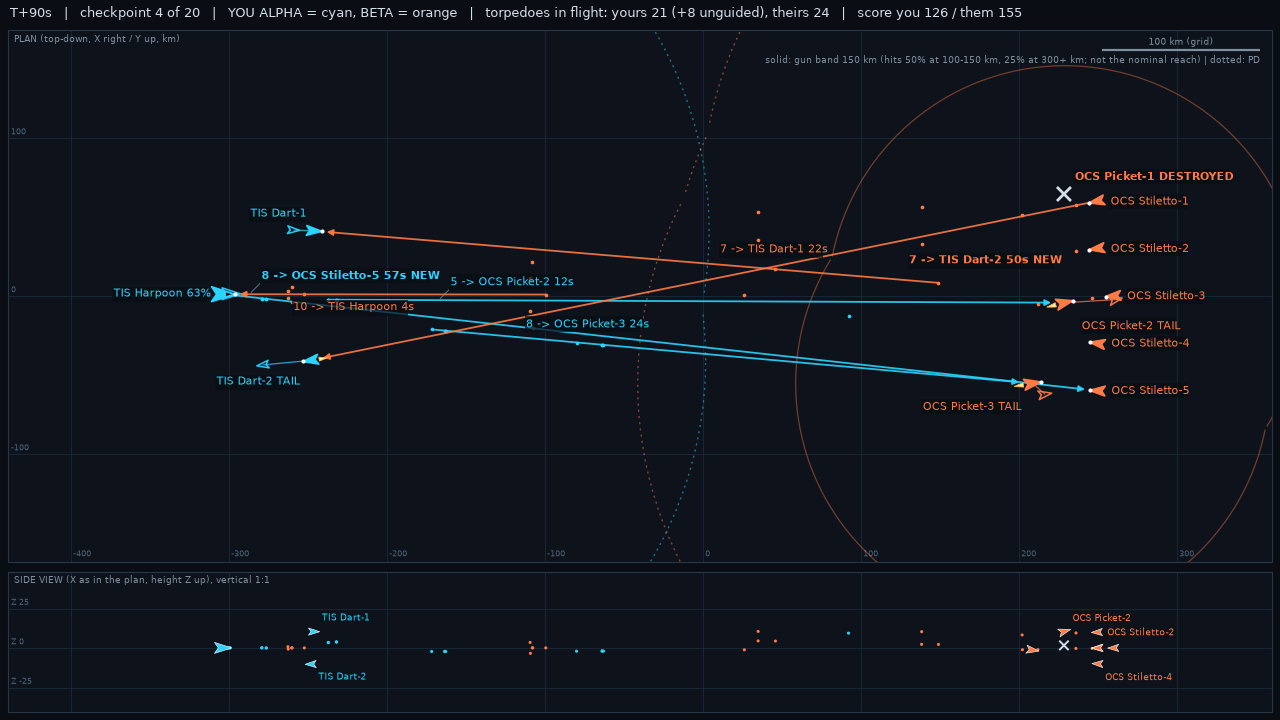 T+90s | checkpoint 4 of 20 | YOU ALPHA = cyan, BETA = orange | torpedoes in flight: yours 21 (+8 unguided), theirs 24 | score you 126 / them 155
PLAN (top-down, X right / Y up, km)
100 km (grid)
solid: gun band 150 km (hits 50% at 100-150 km, 25% at 300+ km; not the nominal reach) | dotted: PD
100
OCS Picket-1 DESTROYED
OCS Stiletto-1
TIS Dart-1
7 -> TIS Dart-1 22s
OCS Stiletto-2
7 -> TIS Dart-2 50s NEW
8 -> OCS Stiletto-5 57s NEW
5 -> OCS Picket-2 12s
0
TIS Harpoon 63%
OCS Stiletto-3
10 -> TIS Harpoon 4s
8 -> OCS Picket-3 24s
OCS Picket-2 TAIL
OCS Stiletto-4
TIS Dart-2 TAIL
OCS Stiletto-5
OCS Picket-3 TAIL
-100
-400
-300
-200
-100
0
100
200
300
SIDE VIEW (X as in the plan, height Z up), vertical 1:1
Z 25
TIS Dart-1
OCS Picket-2
OCS Stiletto-2
Z 0
TIS Dart-2
OCS Stiletto-4
Z -25